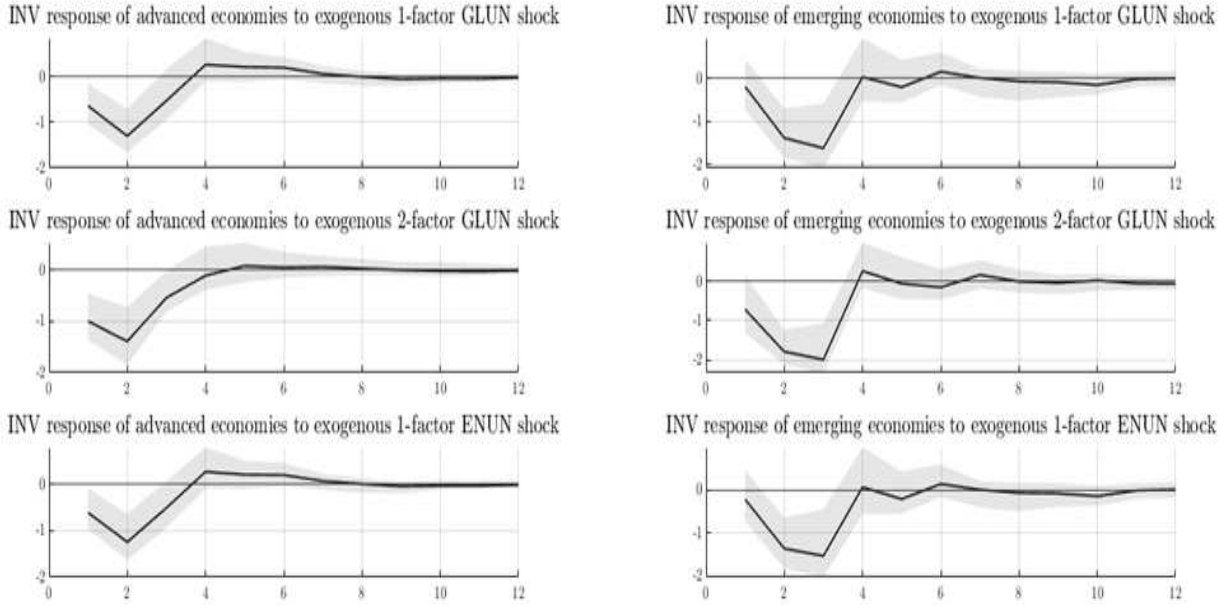 INV response of advanced economies to exogenous 1-factor GLUN shock
0
-1
-2
0 2 4 6 8 10 12
INV response of emerging economies to exogenous 1-factor GLUN shock
0
-1
-2
0 2 4 6 8 10 12
INV response of advanced economies to exogenous 2-factor GLUN shock
0
-1
-2
0 2 4 6 8 10 12
INV response of emerging economies to exogenous 2-factor GLUN shock
0
-1
-2
0 2 4 6 8 10 12
INV response of advanced economies to exogenous 1-factor ENUN shock
0
-1
-2
0 2 4 6 8 10 12
INV response of emerging economies to exogenous 1-factor ENUN shock
0
-1
-2
0 2 4 6 8 10 12